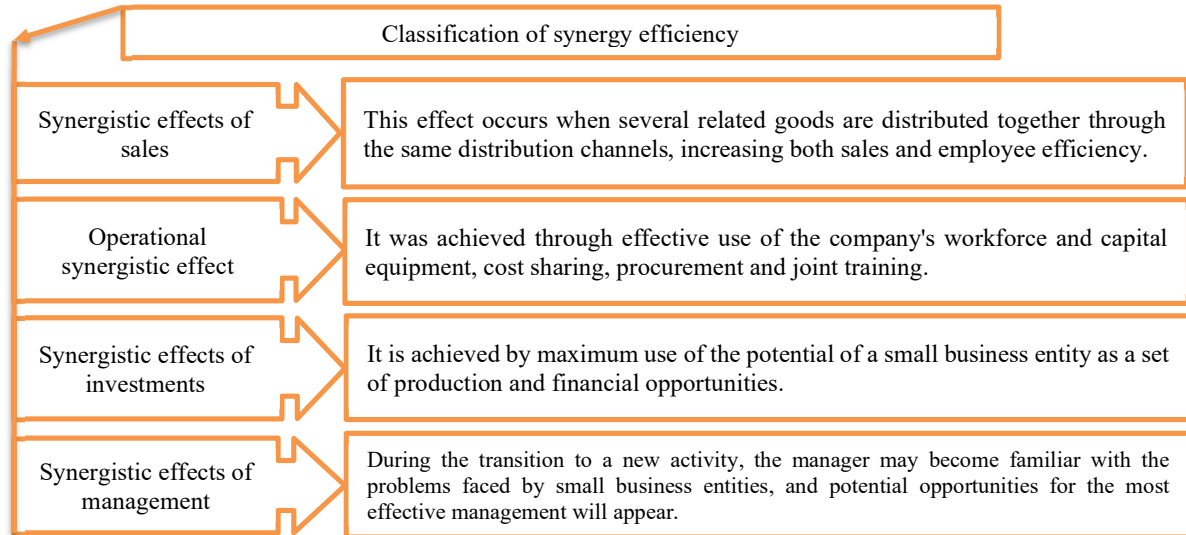 Classification of synergy efficiency
Synergistic effects of
sales
This effect occurs when several related goods are distributed together through
the same distribution channels, increasing both sales and employee efficiency.
Operational
synergistic effect
It was achieved through effective use of the company's workforce and capital
equipment, cost sharing, procurement and joint training.
Synergistic effects of
investments
It is achieved by maximum use of the potential of a small business entity as a set
of production and financial opportunities.
Synergistic effects of
management
During the transition to a new activity, the manager may become familiar with the
problems faced by small business entities, and potential opportunities for the most
effective management will appear.